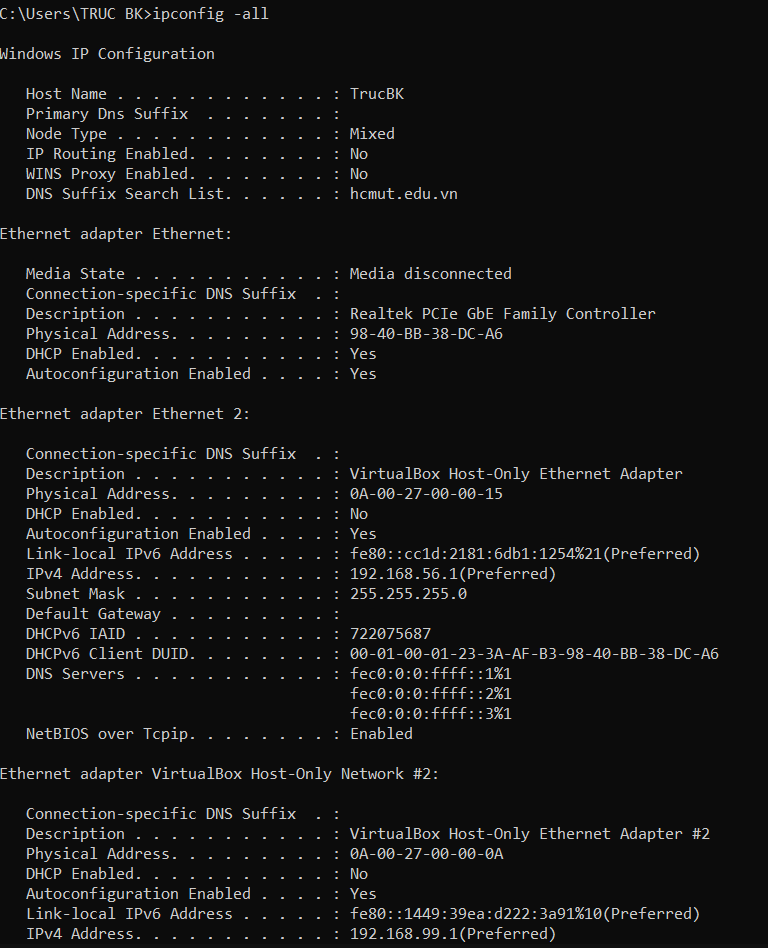 C:\Users\TRUC BK>ipconfig -all
Windows IP Configuration
Host Name . . . . . . . . . . . . : TrucBK
Primary Dns Suffix . . . . . . . :
Node Type . . . . . . . . . . . . : Mixed
IP Routing Enabled. . . . . . . . : No
WINS Proxy Enabled. . . . . . . . : No
DNS Suffix Search List. . . . . . : hcmut.edu.vn
Ethernet adapter Ethernet:
Media State . . . . . . . . . . . : Media disconnected
Connection-specific DNS Suffix . :
Description . . . . . . . . . . . : Realtek PCIe GbE Family Controller
Physical Address. . . . . . . . . : 98-40-BB-38-DC-A6
DHCP Enabled. . . . . . . . . . . : Yes
Autoconfiguration Enabled . . . . : Yes
Ethernet adapter Ethernet 2:
Connection-specific DNS Suffix . :
Description . . . . . . . . . . . : VirtualBox Host-Only Ethernet Adapter
Physical Address. . . . . . . . . : 0A-00-27-00-00-15
DHCP Enabled. . . . . . . . . . . : No
Autoconfiguration Enabled . . . . : Yes
Link-local IPv6 Address . . . . . : fe80::cc1d:2181:6db1:1254%21(Preferred)
IPv4 Address. . . . . . . . . . . : 192.168.56.1(Preferred)
Subnet Mask . . . . . . . . . . . : 255.255.255.0
Default Gateway . . . . . . . . . :
DHCPv6 IAID . . . . . . . . . . . : 722075687
DHCPv6 Client DUID. . . . . . . . : 00-01-00-01-23-3A-AF-B3-98-40-BB-38-DC-A6
DNS Servers . . . . . . . . . . . : fec0:0:0:ffff::1%1
fec0:0:0:ffff::2%1
fec0:0:0:ffff::3%1
NetBIOS over Tcpip. . . . . . . . : Enabled
Ethernet adapter VirtualBox Host-Only Network #2:
Connection-specific DNS Suffix . :
Description . . . . . . . . . . . : VirtualBox Host-Only Ethernet Adapter #2
Physical Address. . . . . . . . . : 0A-00-27-00-00-0A
DHCP Enabled. . . . . . . . . . . : No
Autoconfiguration Enabled . . . . : Yes
Link-local IPv6 Address . . . . . : fe80::1449:39ea:d222:3a91%10(Preferred)
IPv4 Address. . . . . . . . . . . : 192.168.99.1(Preferred)